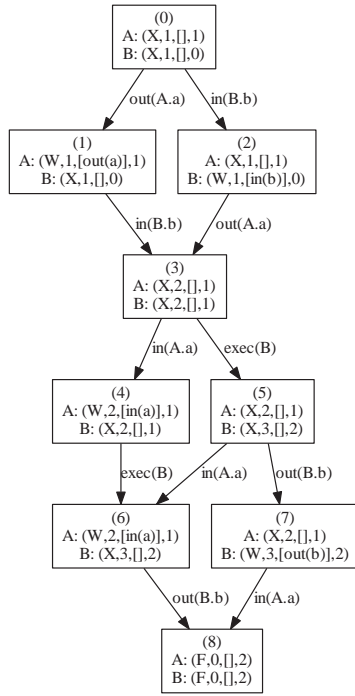 (0)
A: (X,1,[],1)
B: (X,1,[],0)
out(A.a)
in(B.b)
(1)
A: (W,1,[out(a)],1)
B: (X,1,[],0)
(2)
A: (X,1,[],1)
B: (W,1,[in(b)],0)
in(B.b)
out(A.a)
(3)
A: (X,2,[],1)
B: (X,2,[],1)
in(A.a)
exec(B)
(4)
A: (W,2,[in(a)],1)
B: (X,2,[],1)
(5)
A: (X,2,[],1)
B: (X,3,[],2)
exec(B)
in(A.a)
out(B.b)
(6)
A: (W,2,[in(a)],1)
B: (X,3,[],2)
(7)
A: (X,2,[],1)
B: (W,3,[out(b)],2)
out(B.b)
in(A.a)
(8)
A: (F,0,[],2)
B: (F,0,[],2)